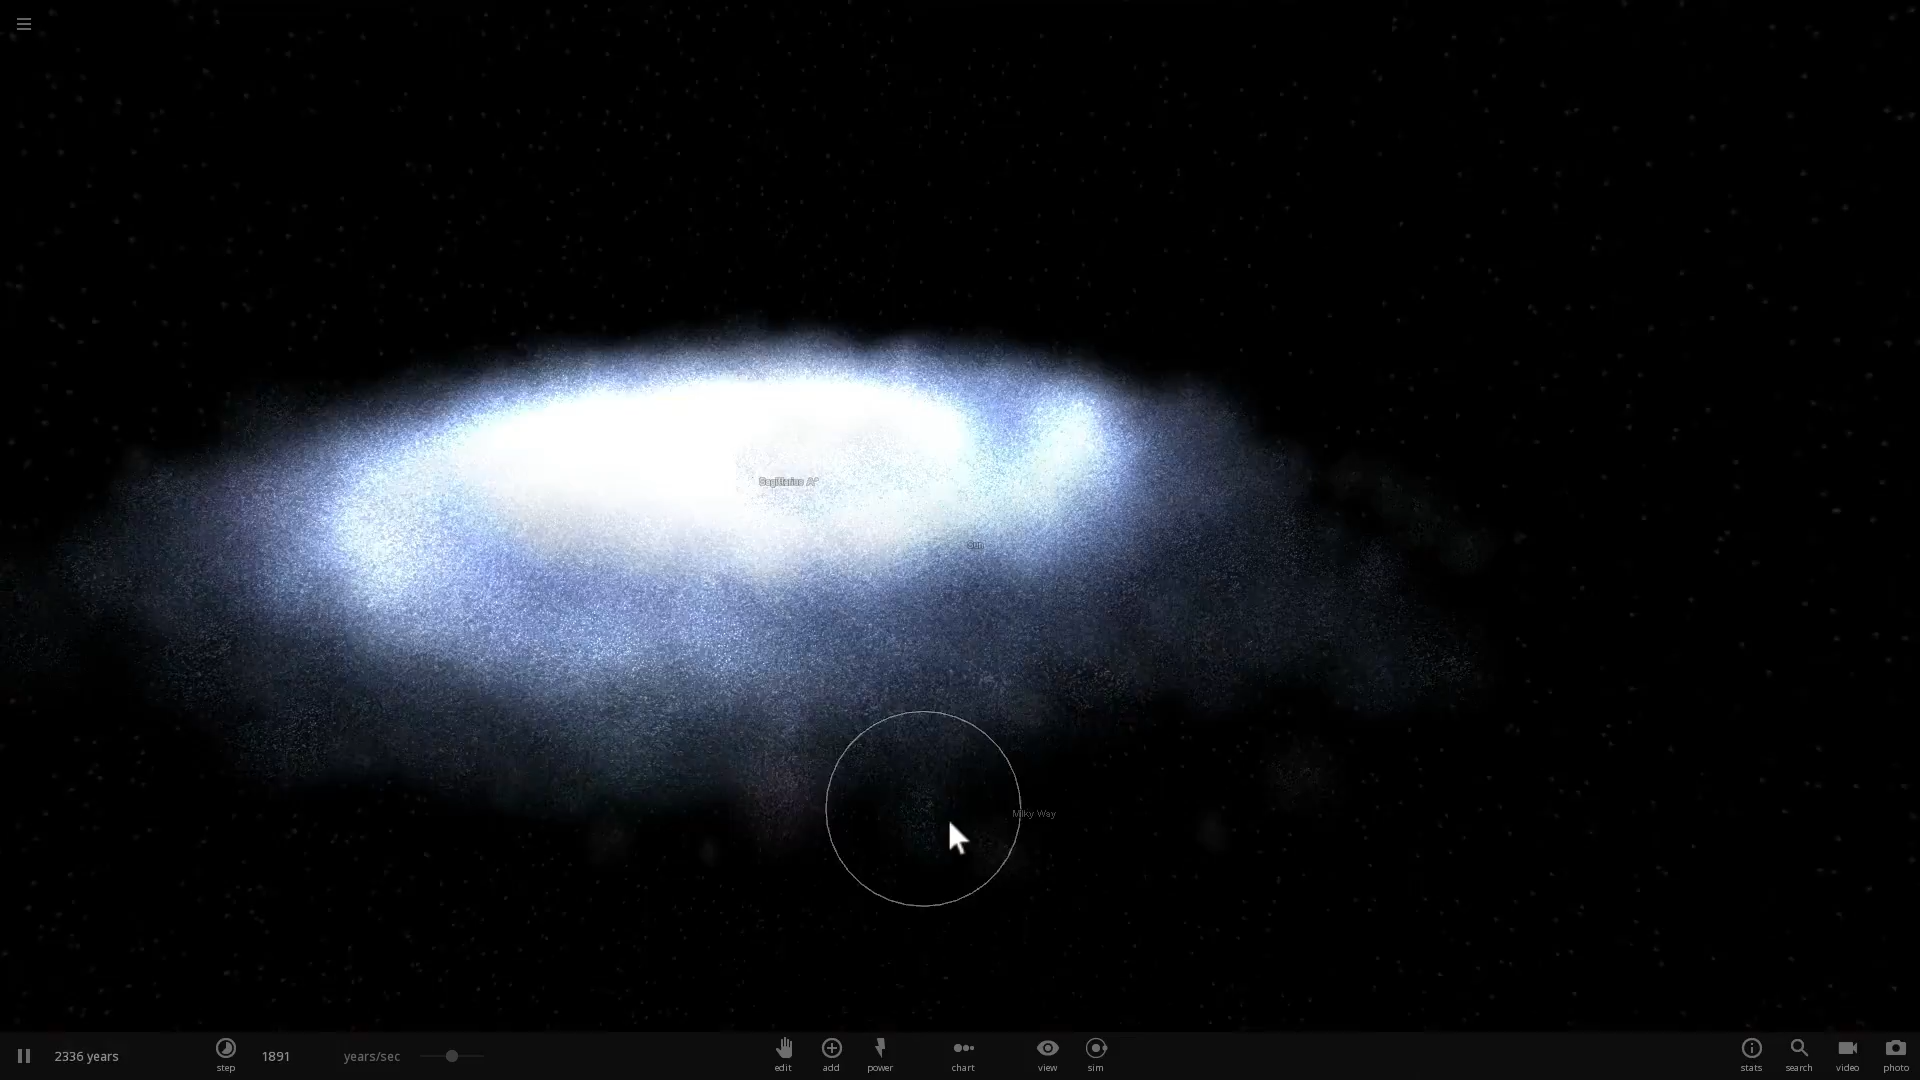 Sagittarius A*
Sun
Milky Way
2336 years
step
1891
years/sec
edit
add
power
chart
view
sim
stats
search
video
photo